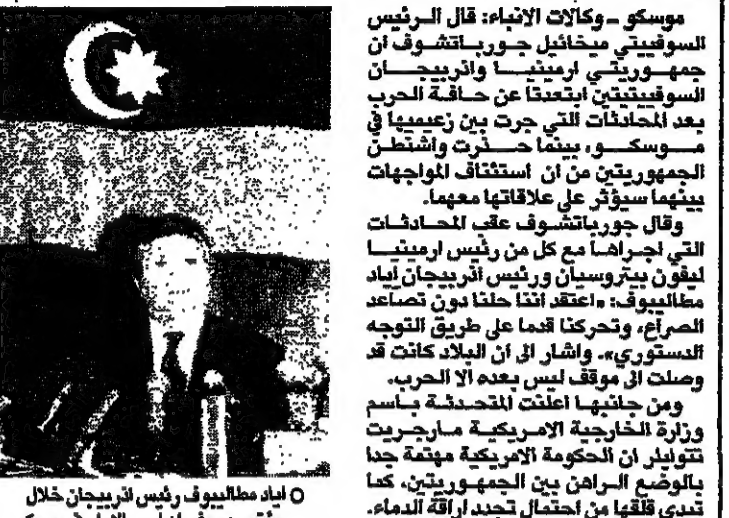 موسكو ـ وكالات الانباء: قال الرئيس
السوفييتي ميخائيل جورباتشوف ان
جمهوريتي ارمينيا واذربيجان
السوفييتيتين ابتعدتا عن حافة الحرب
بعد المحادثات التي جرت بين زعيميها في
موسكو، بينما حذرت واشنطن
الجمهوريتين من ان استئناف المواجهات
بينهما سيؤثر على علاقاتها معهما.
وقال جورباتشوف عقب المحادثات
التي اجراها مع كل من رئيس ارمينيا
ليفون بيتروسيان ورئيس اذربيجان اياد
مطاليبوف: «اعتقد اننا حلنا دون تصاعد
الصراع، وتحركنا قدما على طريق التوجه
الدستوري». واشار الى ان البلاد كانت قد
وصلت الى موقف ليس بعده الا الحرب.
ومن جانبها اعلنت المتحدثة باسم
وزارة الخارجية الامريكية مارجريت
تتوايلر ان الحكومة الامريكية مهتمة جدا
بالوضع الراهن بين الجمهوريتين، كما
تبدي قلقها من احتمال تجدد اراقة الدماء.
O اياد مطاليبوف رئيس اذربيجان خلال